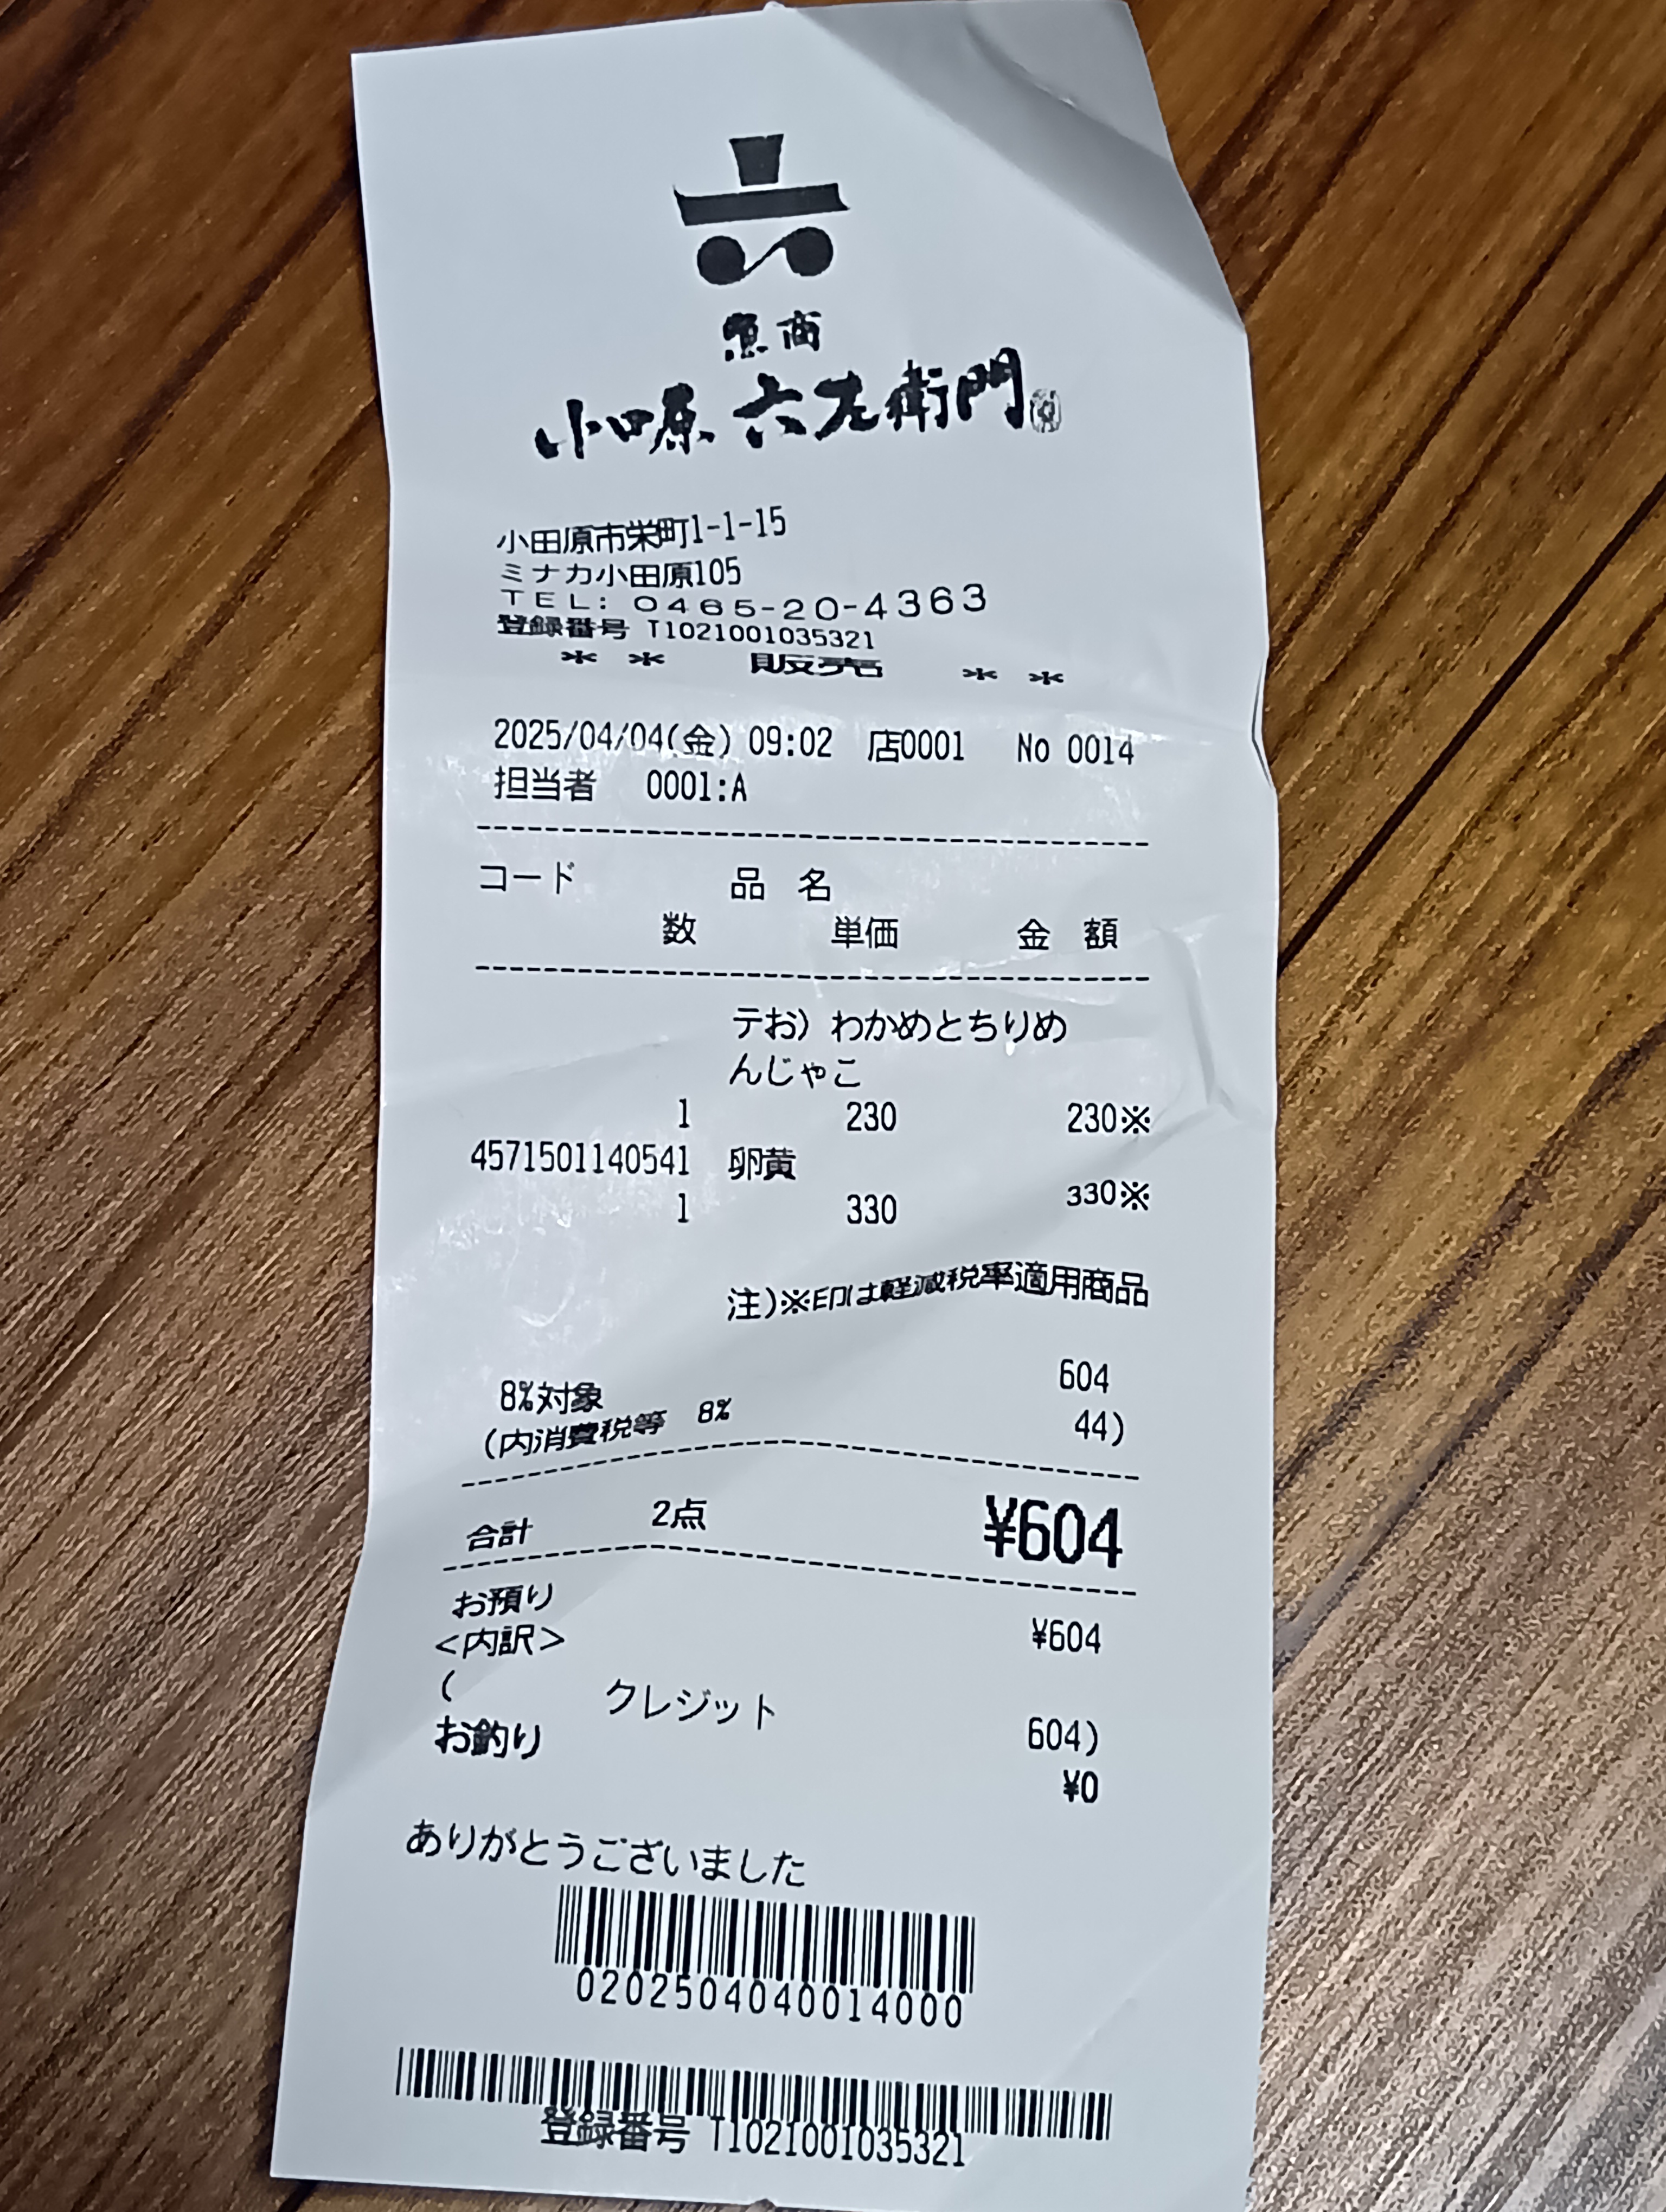 魚商
小田原 六左衛門
小田原市栄町1-1-15
ミナカ小田原105
TEL: 0465-20-4363
登録番号 T1021001035321
** 販売 **
2025/04/04(金) 09:02 店0001 No 0014
担当者 0001:A
コード 品 名
数 単価 金 額
テお）わかめとちりめ
んじゃこ
1 230 230※
4571501140541 卵黄
1 330 330※
注)※印は軽減税率適用商品
8%対象 604
(内消費税等 8% 44)
合計 2点 ¥604
お預り ¥604
<内訳>
( クレジット 604)
お釣り ¥0
ありがとうございました
0202504040014000
登録番号 T1021001035321